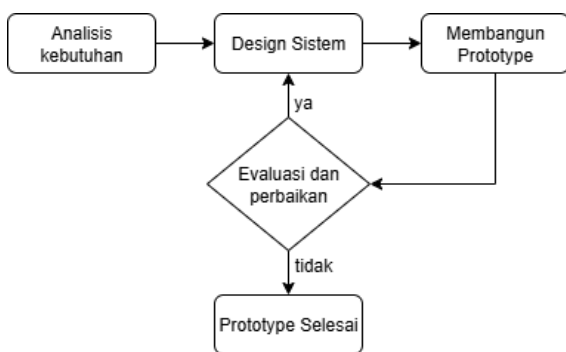 Analisis
kebutuhan
Design Sistem
Membangun
Prototype
ya
Evaluasi dan
perbaikan
tidak
Prototype Selesai